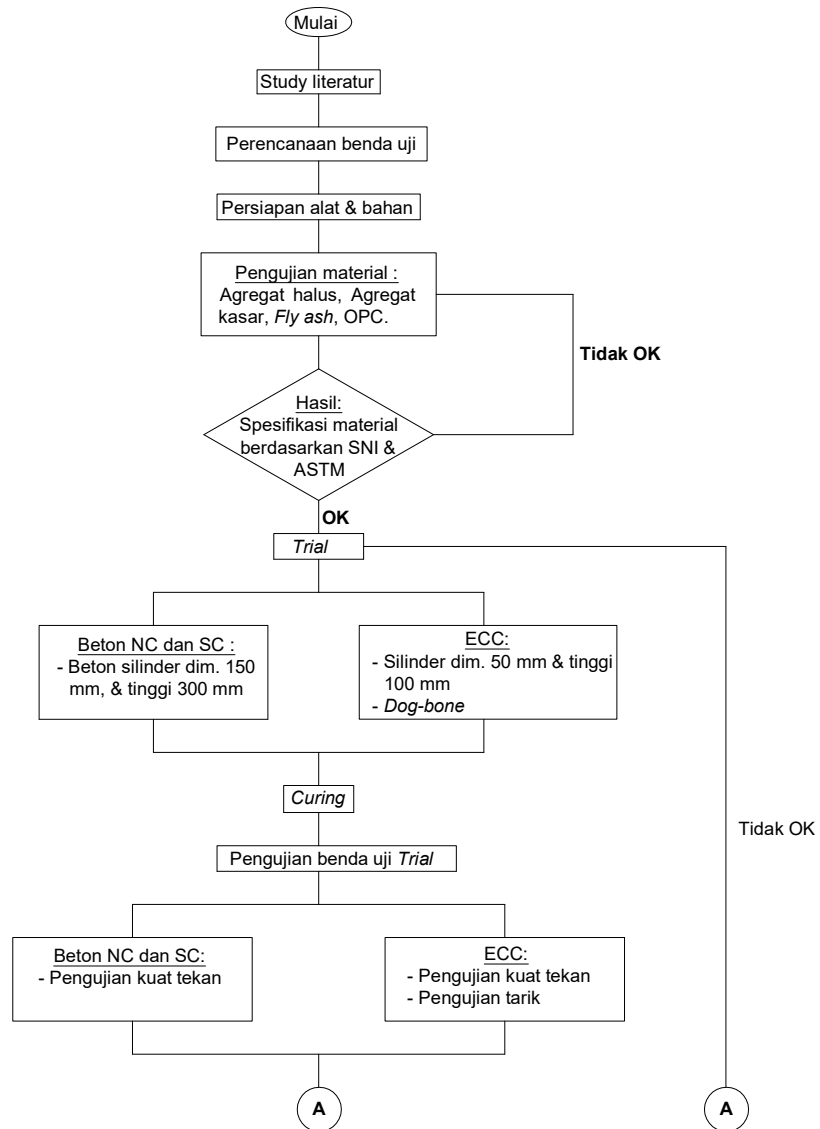 Mulai
Study literatur
Perencanaan benda uji
Persiapan alat & bahan
Pengujian material :
Agregat halus, Agregat
kasar, Fly ash, OPC.
Tidak OK
Hasil:
Spesifikasi material
berdasarkan SNI &
ASTM
OK
Trial
Beton NC dan SC :
- Beton silinder dim. 150
mm, & tinggi 300 mm
ECC:
- Silinder dim. 50 mm & tinggi
100 mm
- Dog-bone
Curing
Tidak OK
Pengujian benda uji Trial
Beton NC dan SC:
- Pengujian kuat tekan
ECC:
- Pengujian kuat tekan
- Pengujian tarik
A
A